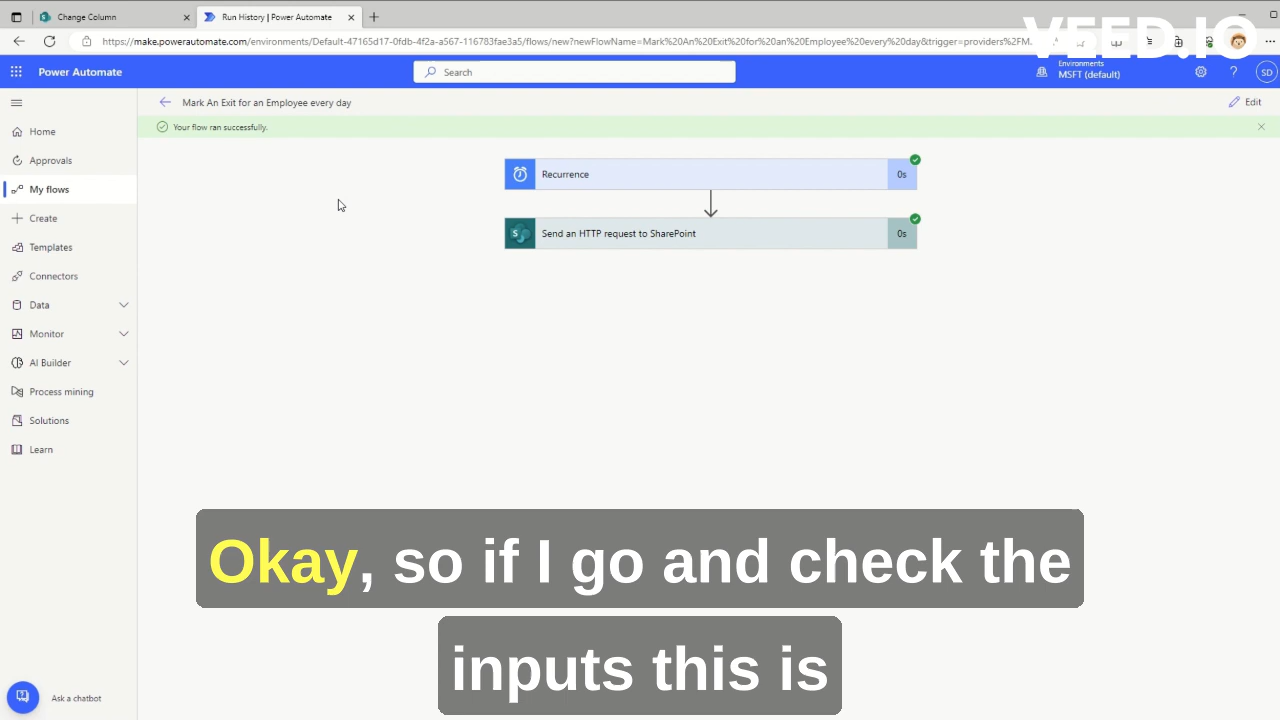 Change Column
Run History | Power Automate
VEED.IO
https://make.powerautomate.com/environments/Default-47165d17-0fdb-4f2a-a567-116783fae3a5/flows/new?newFlowName=Mark%20An%20Exit%20for%20an%20Employee%20every%20day&trigger=providers%2FM...
Power Automate
Search
Environments
MSFT (default)
?
SD
Mark An Exit for an Employee every day
Edit
Your flow ran successfully.
Home
Approvals
My flows
Create
Templates
Connectors
Data
Monitor
AI Builder
Process mining
Solutions
Learn
Recurrence
0s
S
Send an HTTP request to SharePoint
0s
Okay, so if I go and check the
inputs this is
Ask a chatbot